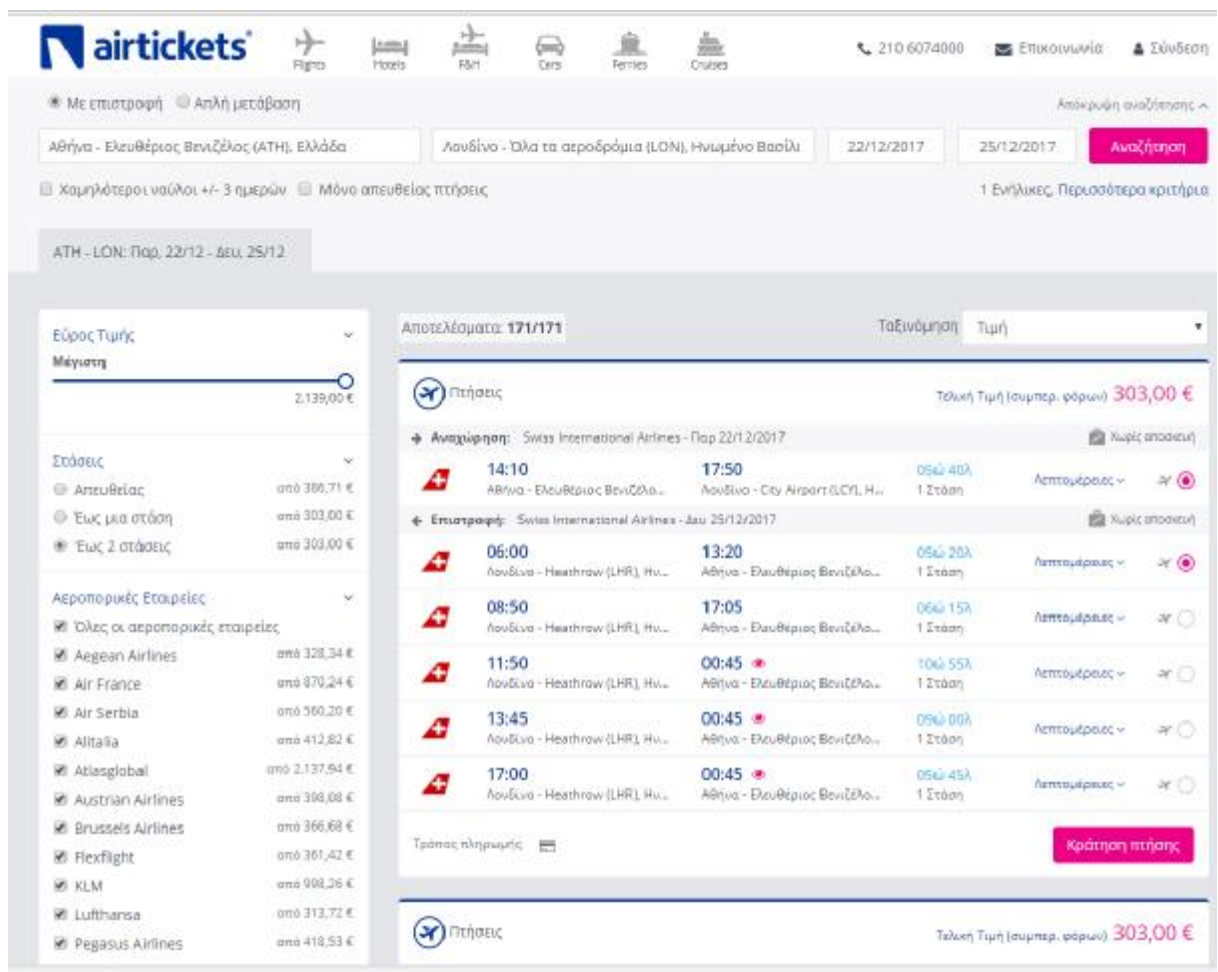 airtickets
Flights Hotels F&H Cars Ferries Cruises
210 6074000 Επικοινωνία Σύνδεση
Με επιστροφή Απλή μετάβαση
Απόκρυψη αναζήτησης
Αθήνα - Ελευθέριος Βενιζέλος (ATH), Ελλάδα
Λονδίνο - Όλα τα αεροδρόμια (LON), Ηνωμένο Βασίλ
22/12/2017
25/12/2017
Αναζήτηση
Χαμηλότεροι ναύλοι +/- 3 ημερών Μόνο απευθείας πτήσεις
1 Ενήλικες, Περισσότερα κριτήρια
ATH - LON: Παρ, 22/12 - Δευ, 25/12
Εύρος Τιμής
Μέγιστη
2.139,00 €
Στάσεις
Απευθείας από 386,71 €
Έως μια στάση από 303,00 €
Έως 2 στάσεις από 303,00 €
Αεροπορικές Εταιρείες
Όλες οι αεροπορικές εταιρείες
Aegean Airlines από 328,34 €
Air France από 870,24 €
Air Serbia από 560,20 €
Alitalia από 412,82 €
Atlasglobal από 2.137,94 €
Austrian Airlines από 398,08 €
Brussels Airlines από 366,68 €
Flexflight από 361,42 €
KLM από 998,26 €
Lufthansa από 313,72 €
Pegasus Airlines από 418,53 €
Αποτελέσματα: 171/171
Ταξινόμηση Τιμή
Πτήσεις
Τελική Τιμή (συμπερ. φόρων) 303,00 €
Αναχώρηση: Swiss International Airlines - Παρ 22/12/2017 Χωρίς αποσκευή
14:10 17:50 05ώ 40λ
Αθήνα - Ελευθέριος Βενιζέλο... Λονδίνο - City Airport (LCY), Η... 1 Στάση Λεπτομέρειες
Επιστροφή: Swiss International Airlines - Δευ 25/12/2017 Χωρίς αποσκευή
06:00 13:20 05ώ 20λ
Λονδίνο - Heathrow (LHR), Ην... Αθήνα - Ελευθέριος Βενιζέλο... 1 Στάση Λεπτομέρειες
08:50 17:05 06ώ 15λ
Λονδίνο - Heathrow (LHR), Ην... Αθήνα - Ελευθέριος Βενιζέλο... 1 Στάση Λεπτομέρειες
11:50 00:45 10ώ 55λ
Λονδίνο - Heathrow (LHR), Ην... Αθήνα - Ελευθέριος Βενιζέλο... 1 Στάση Λεπτομέρειες
13:45 00:45 09ώ 00λ
Λονδίνο - Heathrow (LHR), Ην... Αθήνα - Ελευθέριος Βενιζέλο... 1 Στάση Λεπτομέρειες
17:00 00:45 05ώ 45λ
Λονδίνο - Heathrow (LHR), Ην... Αθήνα - Ελευθέριος Βενιζέλο... 1 Στάση Λεπτομέρειες
Τρόπος πληρωμής
Κράτηση πτήσης
Πτήσεις
Τελική Τιμή (συμπερ. φόρων) 303,00 €